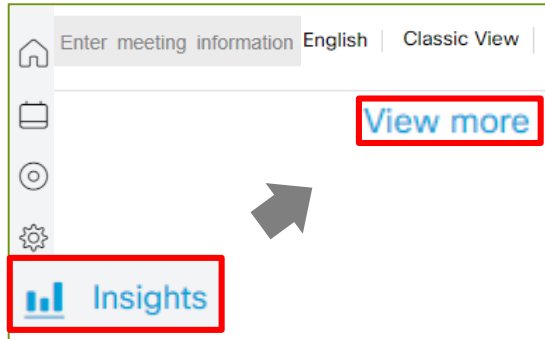 Enter meeting information English Classic View
View more
Insights